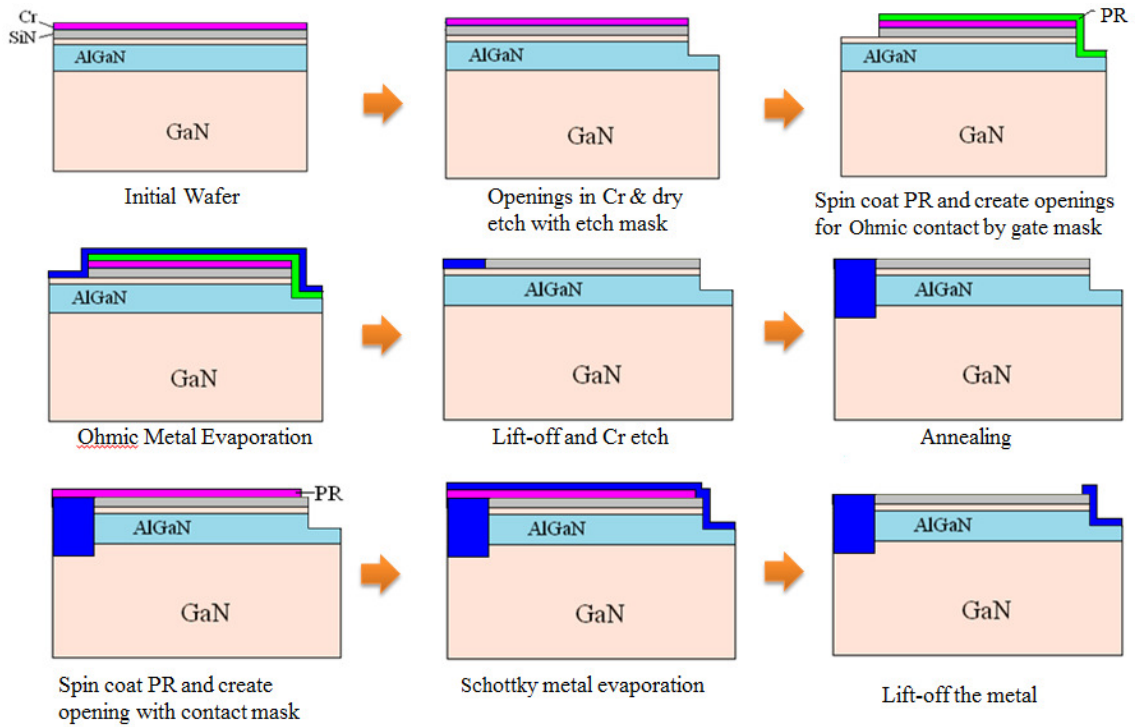 Cr
SiN
AlGaN
GaN
Initial Wafer
AlGaN
GaN
Openings in Cr & dry
etch with etch mask
PR
AlGaN
GaN
Spin coat PR and create openings
for Ohmic contact by gate mask
AlGaN
GaN
Ohmic Metal Evaporation
AlGaN
GaN
Lift-off and Cr etch
AlGaN
GaN
Annealing
PR
AlGaN
GaN
Spin coat PR and create
opening with contact mask
AlGaN
GaN
Schottky metal evaporation
AlGaN
GaN
Lift-off the metal